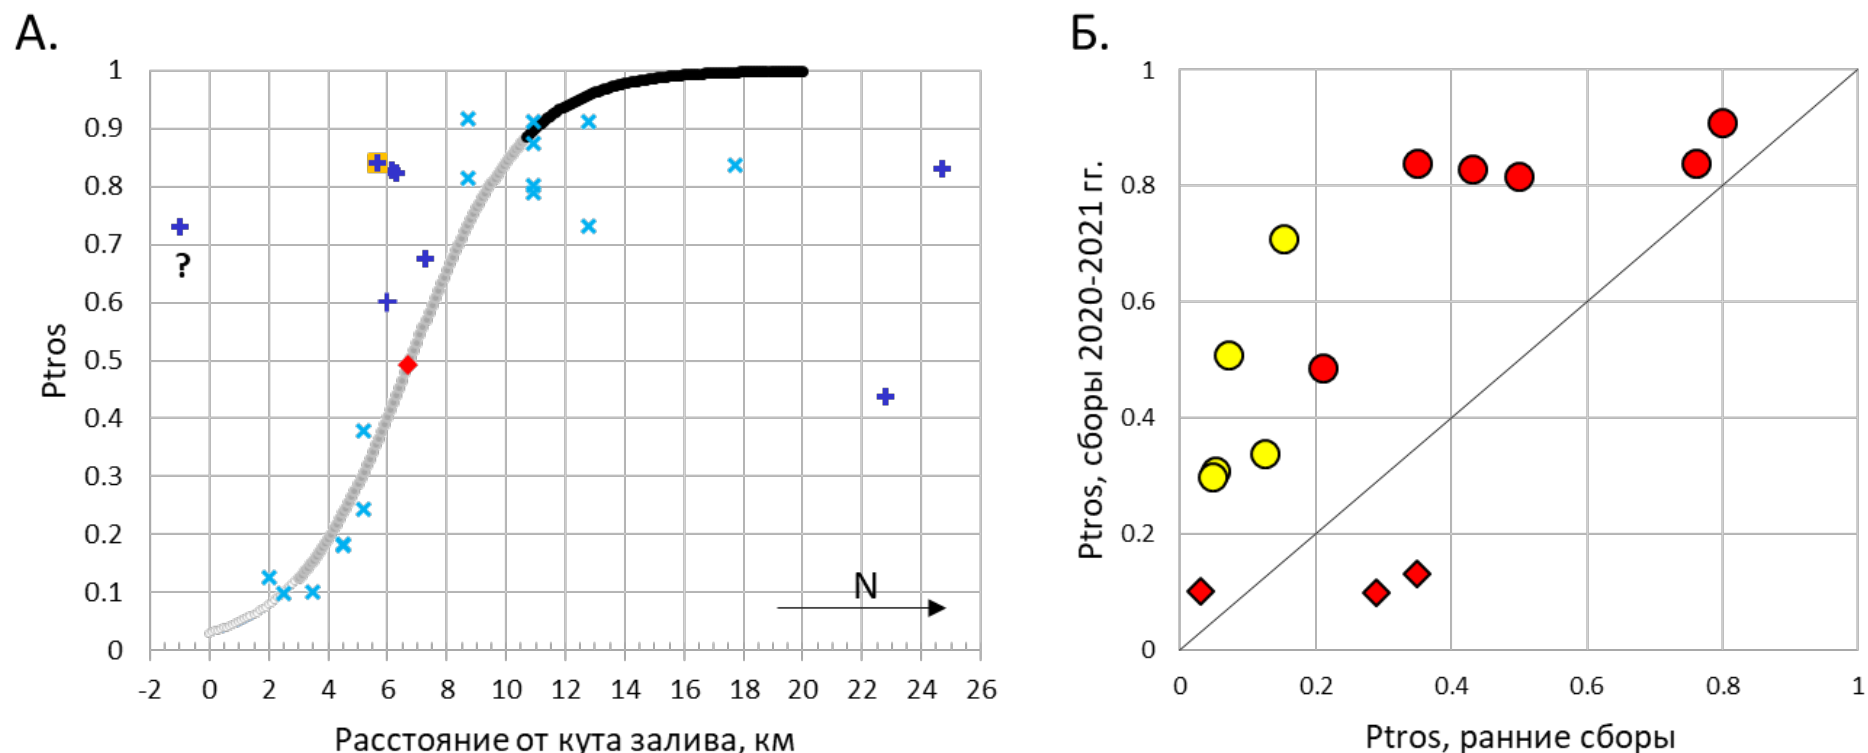 А.
1
0.9
0.8
0.7
0.6
0.5
0.4
0.3
0.2
0.1
0
Ptros
?
N
-2 0 2 4 6 8 10 12 14 16 18 20 22 24 26
Расстояние от кута залива, км
Б.
1
0.8
0.6
0.4
0.2
0
Ptros, сборы 2020-2021 гг.
0 0.2 0.4 0.6 0.8 1
Ptros, ранние сборы